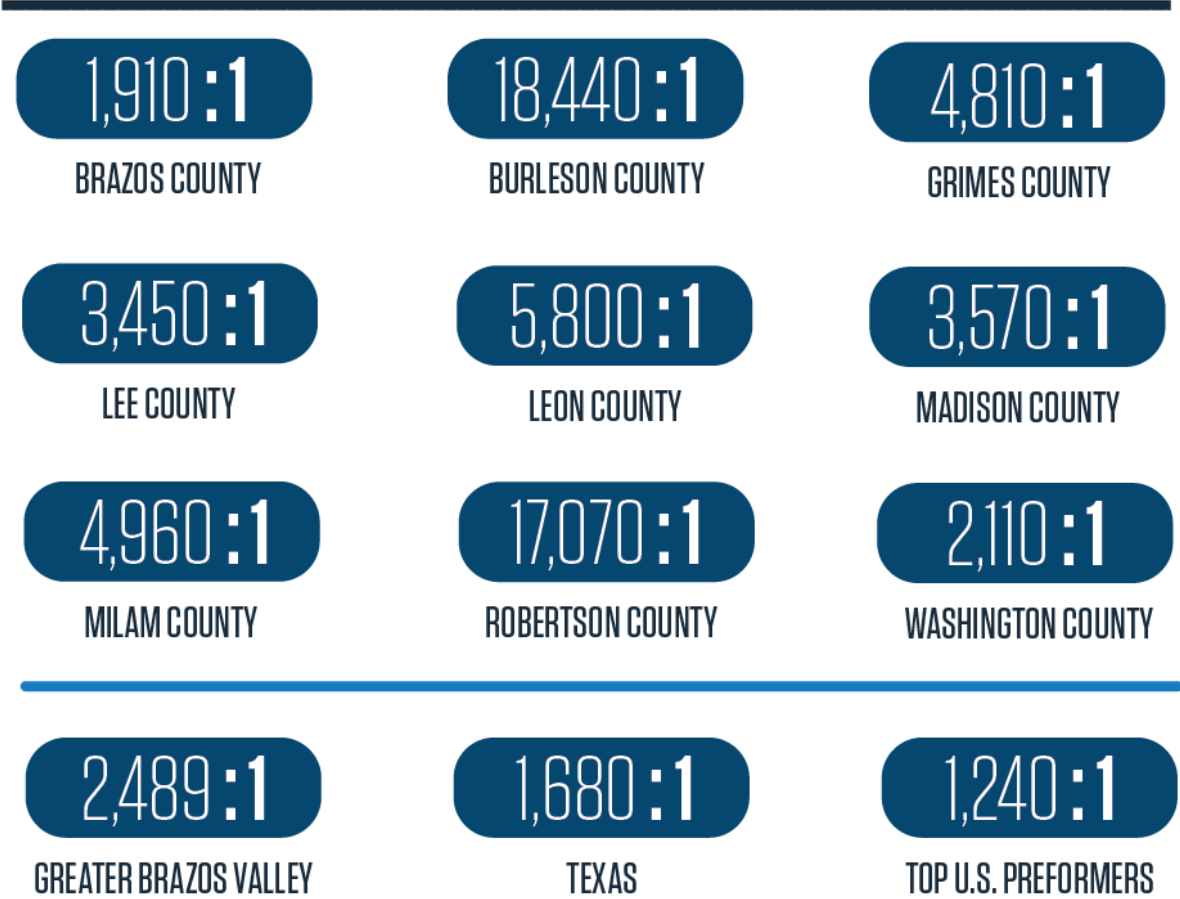 1,910 :1
BRAZOS COUNTY
18,440 :1
BURLESON COUNTY
4,810 :1
GRIMES COUNTY
3,450 :1
LEE COUNTY
5,800 :1
LEON COUNTY
3,570 :1
MADISON COUNTY
4,960 :1
MILAM COUNTY
17,070 :1
ROBERTSON COUNTY
2,110 :1
WASHINGTON COUNTY
2,489 :1
GREATER BRAZOS VALLEY
1,680 :1
TEXAS
1,240 :1
TOP U.S. PREFORMERS